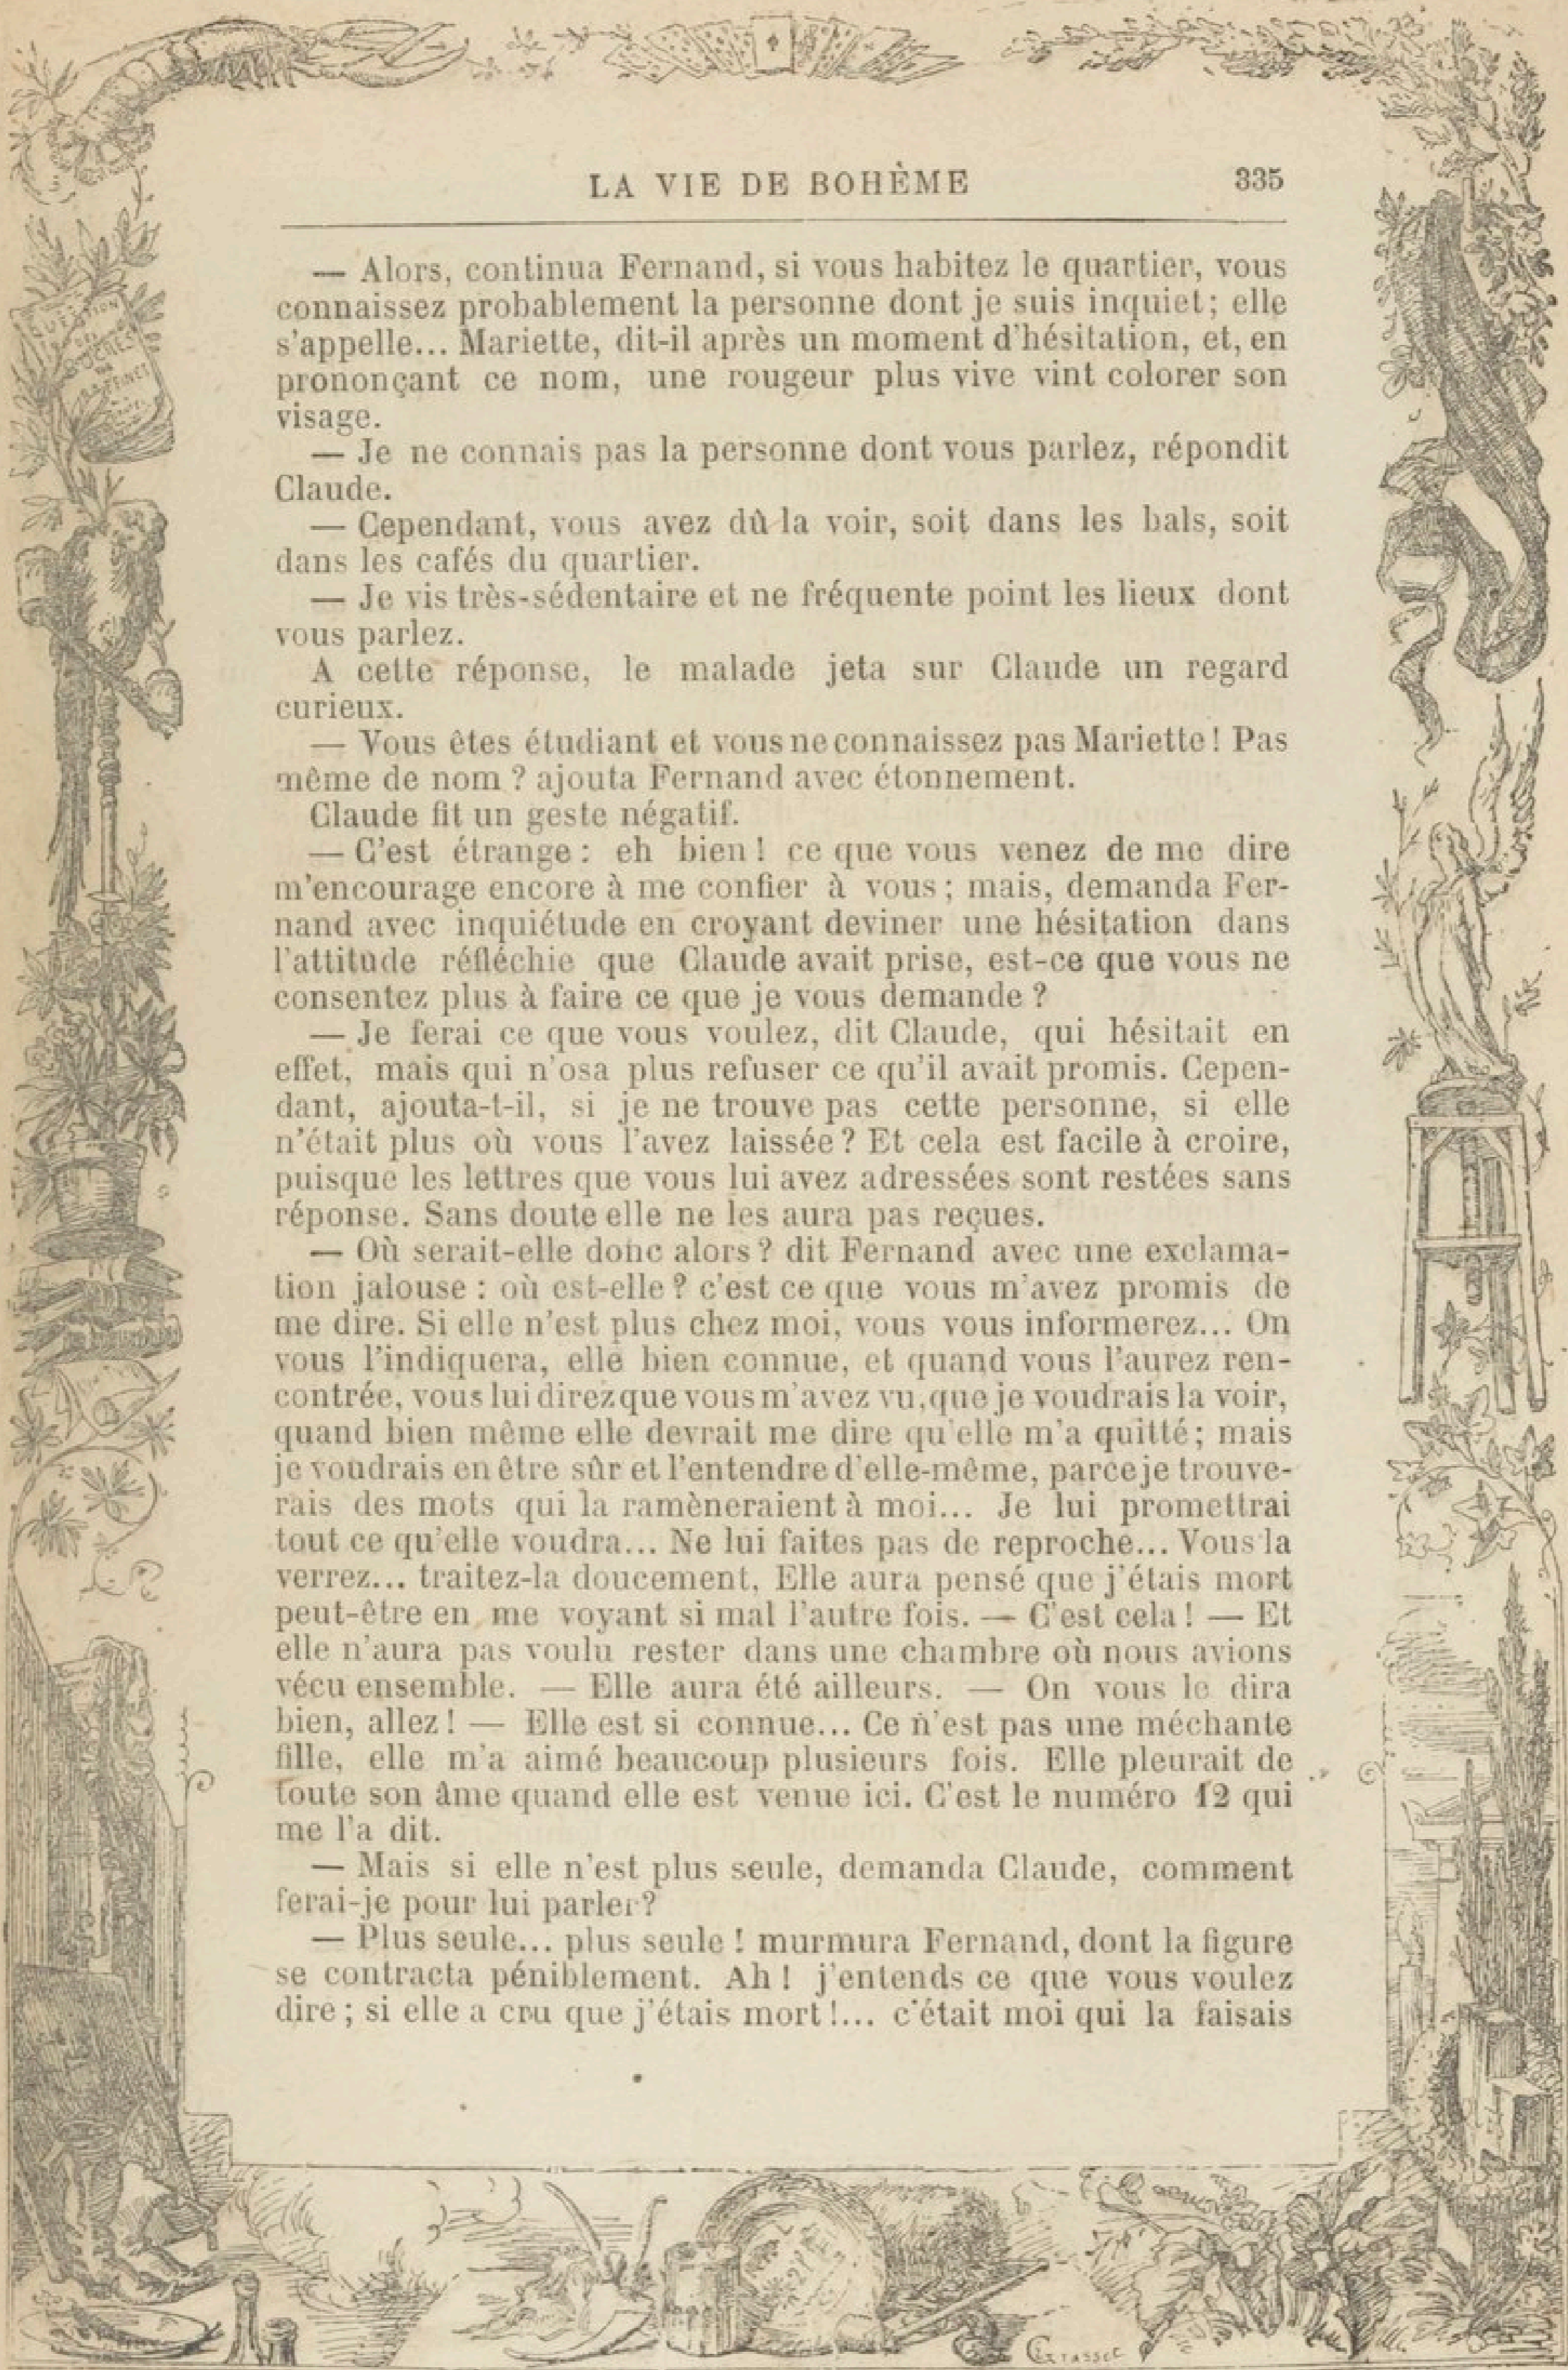 LA VIE DE BOHÈME 335
— Alors, continua Fernand, si vous habitez le quartier, vous
connaissez probablement la personne dont je suis inquiet; elle
s'appelle... Mariette, dit-il après un moment d'hésitation, et, en
prononçant ce nom, une rougeur plus vive vint colorer son
visage.
— Je ne connais pas la personne dont vous parlez, répondit
Claude.
— Cependant, vous avez dû la voir, soit dans les bals, soit
dans les cafés du quartier.
— Je vis très-sédentaire et ne fréquente point les lieux dont
vous parlez.
A cette réponse, le malade jeta sur Claude un regard
curieux.
— Vous êtes étudiant et vous ne connaissez pas Mariette! Pas
même de nom? ajouta Fernand avec étonnement.
Claude fit un geste négatif.
— C'est étrange: eh bien! ce que vous venez de me dire
m'encourage encore à me confier à vous; mais, demanda Fer-
nand avec inquiétude en croyant deviner une hésitation dans
l'attitude réfléchie que Claude avait prise, est-ce que vous ne
consentez plus à faire ce que je vous demande?
— Je ferai ce que vous voulez, dit Claude, qui hésitait en
effet, mais qui n'osa plus refuser ce qu'il avait promis. Cepen-
dant, ajouta-t-il, si je ne trouve pas cette personne, si elle
n'était plus où vous l'avez laissée? Et cela est facile à croire,
puisque les lettres que vous lui avez adressées sont restées sans
réponse. Sans doute elle ne les aura pas reçues.
— Où serait-elle donc alors? dit Fernand avec une exclama-
tion jalouse: où est-elle? c'est ce que vous m'avez promis de
me dire. Si elle n'est plus chez moi, vous vous informerez... On
vous l'indiquera, elle bien connue, et quand vous l'aurez ren-
contrée, vous lui direz que vous m'avez vu, que je voudrais la voir,
quand bien même elle devrait me dire qu'elle m'a quitté; mais
je voudrais en être sûr et l'entendre d'elle-même, parce je trouve-
rais des mots qui la ramèneraient à moi... Je lui promettrai
tout ce qu'elle voudra... Ne lui faites pas de reproche... Vous la
verrez... traitez-la doucement, Elle aura pensé que j'étais mort
peut-être en me voyant si mal l'autre fois. — C'est cela! — Et
elle n'aura pas voulu rester dans une chambre où nous avions
vécu ensemble. — Elle aura été ailleurs. — On vous le dira
bien, allez! — Elle est si connue... Ce n'est pas une méchante
fille, elle m'a aimé beaucoup plusieurs fois. Elle pleurait de
toute son âme quand elle est venue ici. C'est le numéro 12 qui
me l'a dit.
— Mais si elle n'est plus seule, demanda Claude, comment
ferai-je pour lui parler?
— Plus seule... plus seule! murmura Fernand, dont la figure
se contracta péniblement. Ah! j'entends ce que vous voulez
dire; si elle a cru que j'étais mort!... c'était moi qui la faisais
Grasset